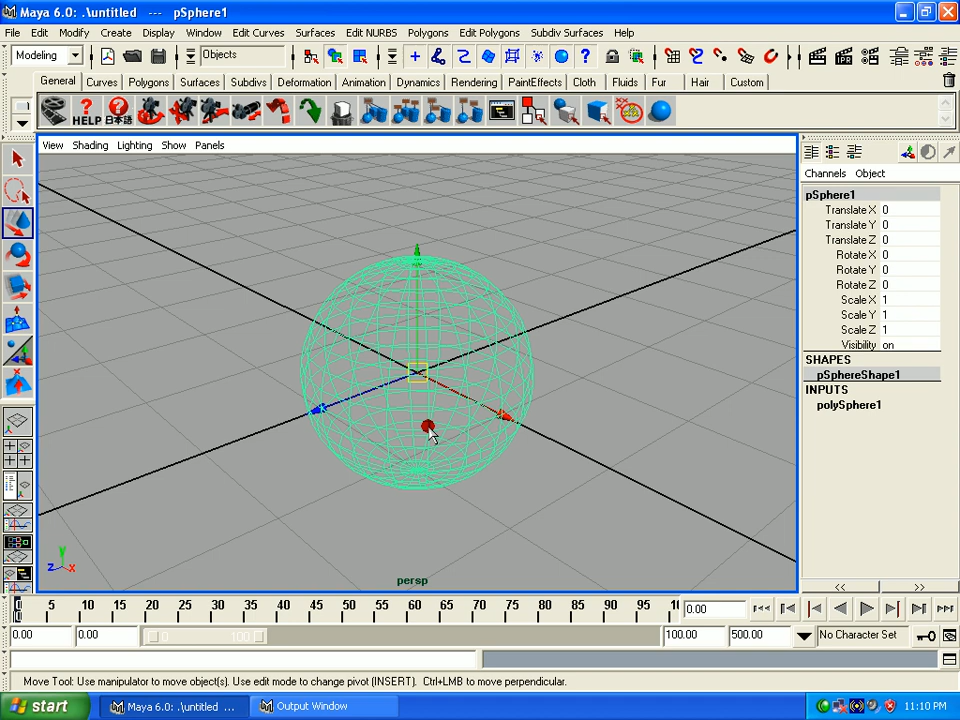 Maya 6.0: .\untitled --- pSphere1
File Edit Modify Create Display Window Edit Curves Surfaces Edit NURBS Polygons Edit Polygons Subdiv Surfaces Help
Modeling Objects
General Curves Polygons Surfaces Subdivs Deformation Animation Dynamics Rendering PaintEffects Cloth Fluids Fur Hair Custom
HELP 日本語
View Shading Lighting Show Panels
Channels Object
pSphere1
Translate X 0
Translate Y 0
Translate Z 0
Rotate X 0
Rotate Y 0
Rotate Z 0
Scale X 1
Scale Y 1
Scale Z 1
Visibility on
SHAPES
pSphereShape1
INPUTS
polySphere1
y
z x
persp
<< >>
5 10 15 20 25 30 35 40 45 50 55 60 65 70 75 80 85 90 95 10 0.00
0.00 0.00 0 100 100.00 500.00 No Character Set
Move Tool: Use manipulator to move object(s). Use edit mode to change pivot (INSERT). Ctrl+LMB to move perpendicular.
start Maya 6.0: .\untitled ... Output Window 11:10 PM